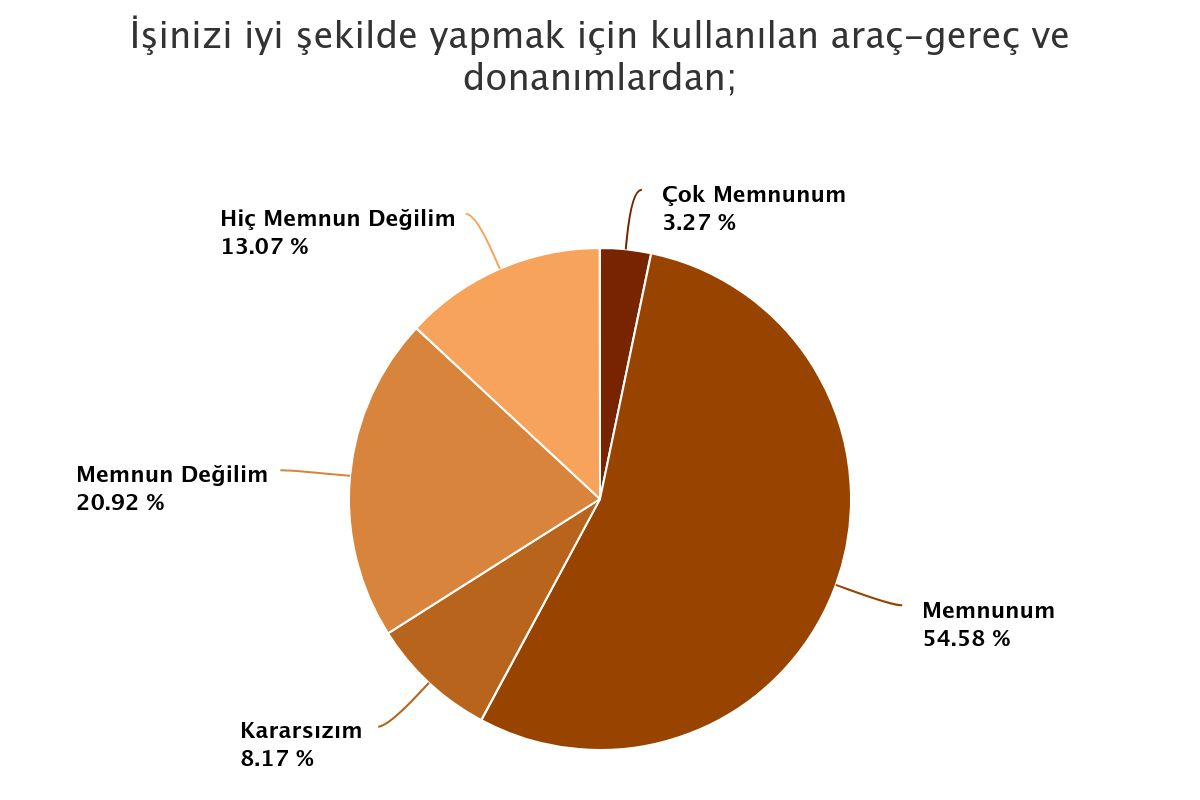 İşinizi iyi şekilde yapmak için kullanılan araç-gereç ve
donanımlardan;
Çok Memnunum
3.27 %
Hiç Memnun Değilim
13.07 %
Memnun Değilim
20.92 %
Memnunum
54.58 %
Kararsızım
8.17 %